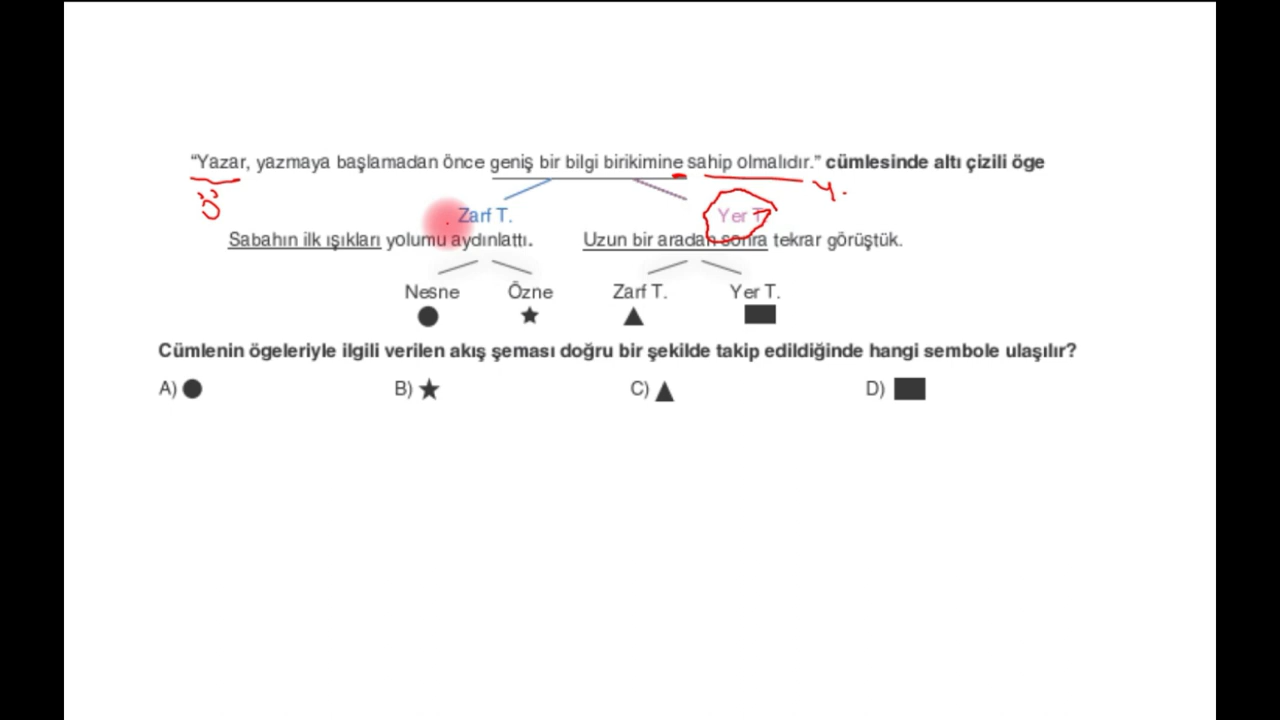 “Yazar, yazmaya başlamadan önce geniş bir bilgi birikimine sahip olmalıdır.” cümlesinde altı çizili öge
Ö Y.
Zarf T. Yer T.
Sabahın ilk ışıkları yolumu aydınlattı. Uzun bir aradan sonra tekrar görüştük.
Nesne Özne Zarf T. Yer T.
Cümlenin ögeleriyle ilgili verilen akış şeması doğru bir şekilde takip edildiğinde hangi sembole ulaşılır?
A) B) C) D)